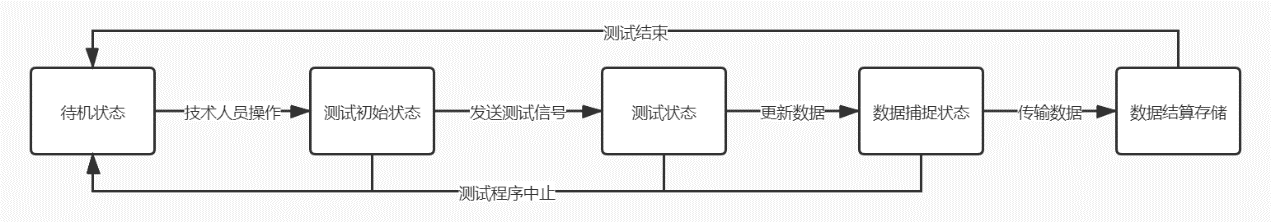 测试结束
待机状态
技术人员操作
测试初始状态
发送测试信号
测试状态
更新数据
数据捕捉状态
传输数据
数据结算存储
测试程序中止